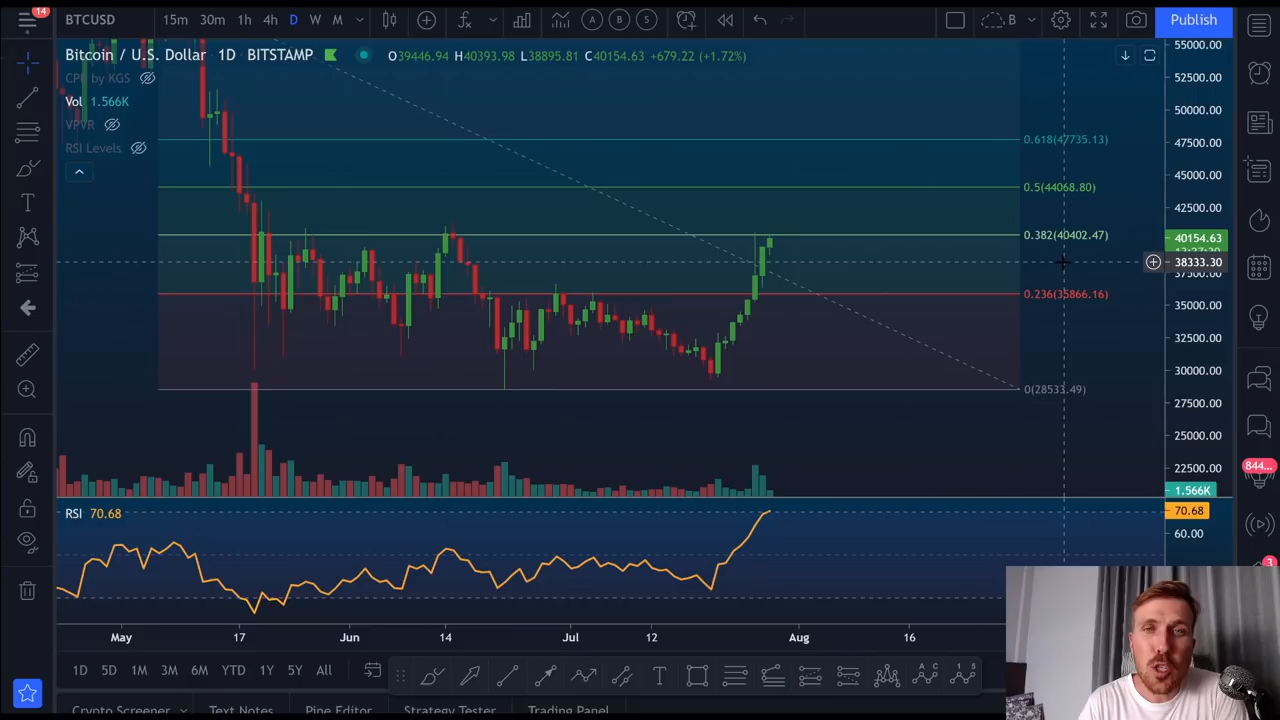 14
BTCUSD 15m 30m 1h 4h D W M A B S B Publish
Bitcoin / U.S. Dollar 1D BITSTAMP O39446.94 H40393.98 L38895.81 C40154.63 +679.22 (+1.72%)
CPR by KGS
Vol 1.566K
VPVR
RSI Levels
55000.00
52500.00
50000.00
0.618(47735.13)
47500.00
45000.00
0.5(44068.80)
42500.00
0.382(40402.47)
40154.63
38333.30
37500.00
0.236(35866.16)
35000.00
32500.00
30000.00
0(28533.49)
27500.00
25000.00
22500.00
844...
1.566K
RSI 70.68
70.68
60.00
3
May 17 Jun 14 Jul 12 Aug 16
1D 5D 1M 3M 6M YTD 1Y 5Y All
T A C 1 5
Crypto Screener Text Notes Pine Editor Strategy Tester Trading Panel